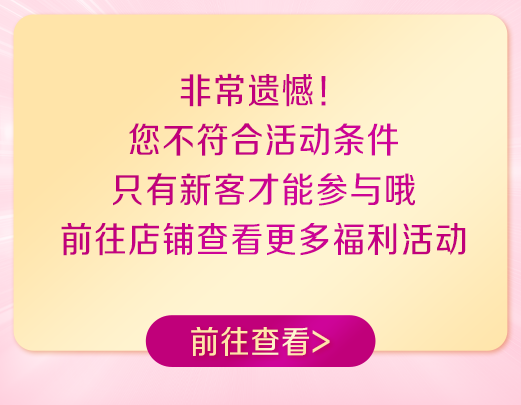 非常遗憾！
您不符合活动条件
只有新客才能参与哦
前往店铺查看更多福利活动
前往查看>